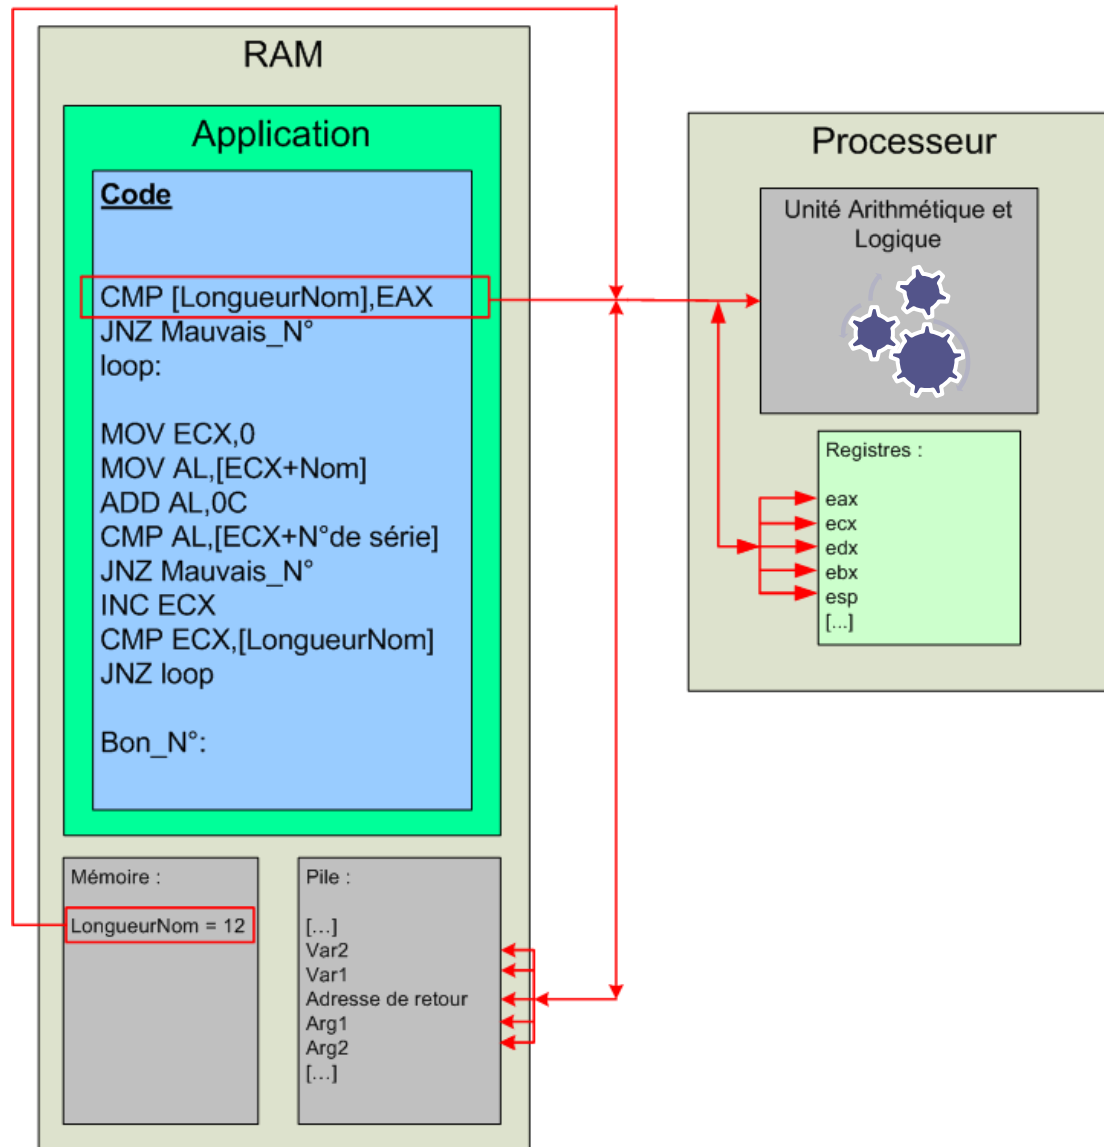 RAM
Application
Code
CMP [LongueurNom],EAX
JNZ Mauvais_N°
loop:
MOV ECX,0
MOV AL,[ECX+Nom]
ADD AL,0C
CMP AL,[ECX+N°de série]
JNZ Mauvais_N°
INC ECX
CMP ECX,[LongueurNom]
JNZ loop
Bon_N°:
Mémoire :
LongueurNom = 12
Pile :
[...]
Var2
Var1
Adresse de retour
Arg1
Arg2
[...]
Processeur
Unité Arithmétique et
Logique
Registres :
eax
ecx
edx
ebx
esp
[...]